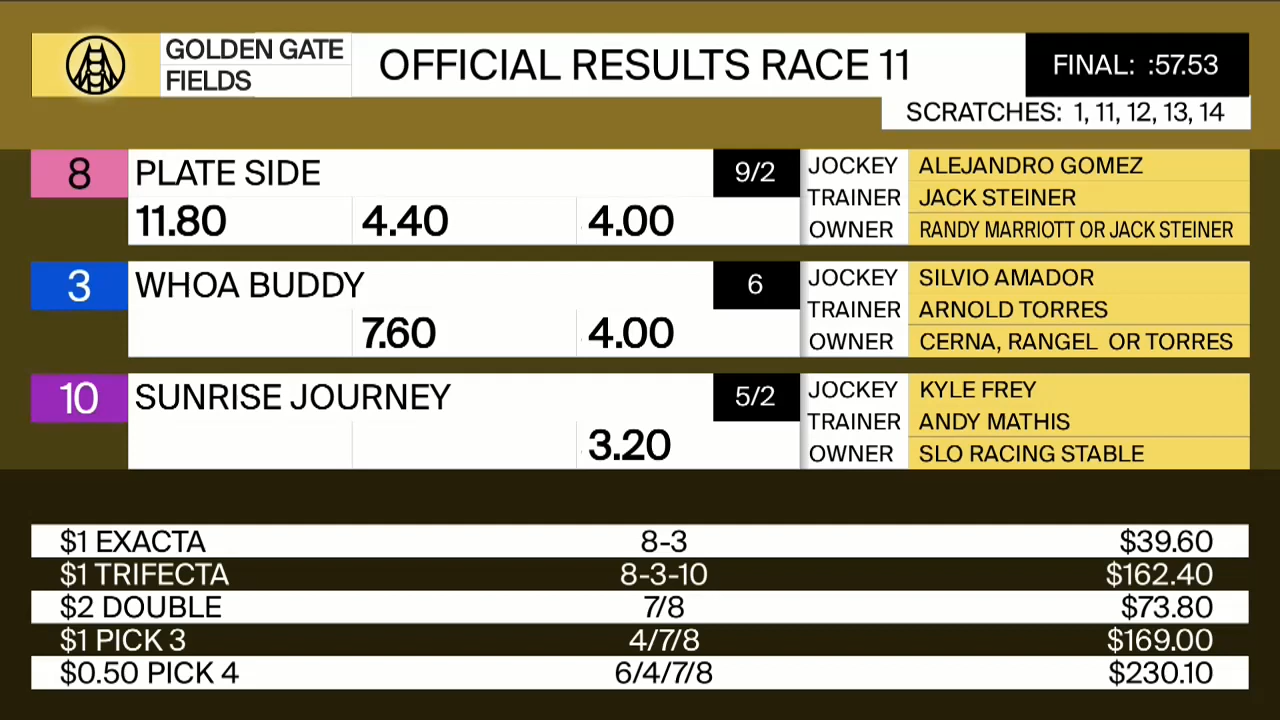 GOLDEN GATE
FIELDS
OFFICIAL RESULTS RACE 11
FINAL: :57.53
SCRATCHES: 1, 11, 12, 13, 14
8 PLATE SIDE 9/2
11.80 4.40 4.00
JOCKEY ALEJANDRO GOMEZ
TRAINER JACK STEINER
OWNER RANDY MARRIOTT OR JACK STEINER
3 WHOA BUDDY 6
7.60 4.00
JOCKEY SILVIO AMADOR
TRAINER ARNOLD TORRES
OWNER CERNA, RANGEL OR TORRES
10 SUNRISE JOURNEY 5/2
3.20
JOCKEY KYLE FREY
TRAINER ANDY MATHIS
OWNER SLO RACING STABLE
$1 EXACTA 8-3 $39.60
$1 TRIFECTA 8-3-10 $162.40
$2 DOUBLE 7/8 $73.80
$1 PICK 3 4/7/8 $169.00
$0.50 PICK 4 6/4/7/8 $230.10